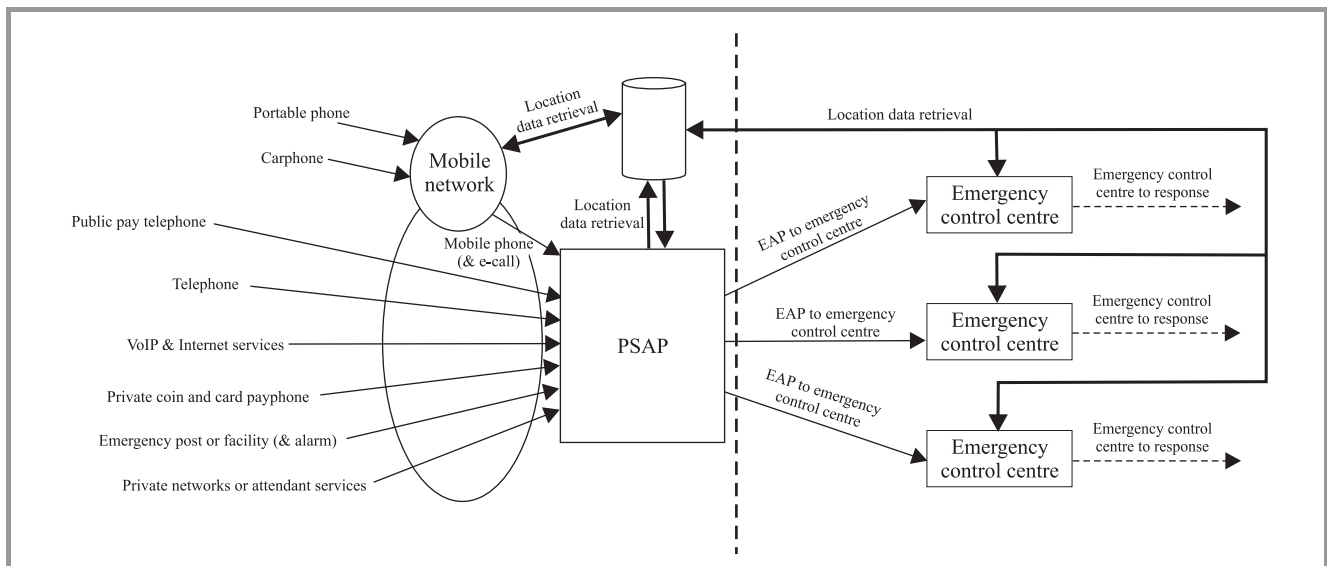 Portable phone
Carphone
Mobile
network
Location
data retrieval
Public pay telephone
Telephone
VoIP & Internet services
Private coin and card payphone
Emergency post or facility (& alarm)
Private networks or attendant services
Mobile phone
(& e-call)
Location
data retrieval
PSAP
Location data retrieval
EAP to emergency
control centre
Emergency
control centre
Emergency control
centre to response
EAP to emergency
control centre
Emergency
control centre
Emergency control
centre to response
EAP to emergency
control centre
Emergency
control centre
Emergency control
centre to response